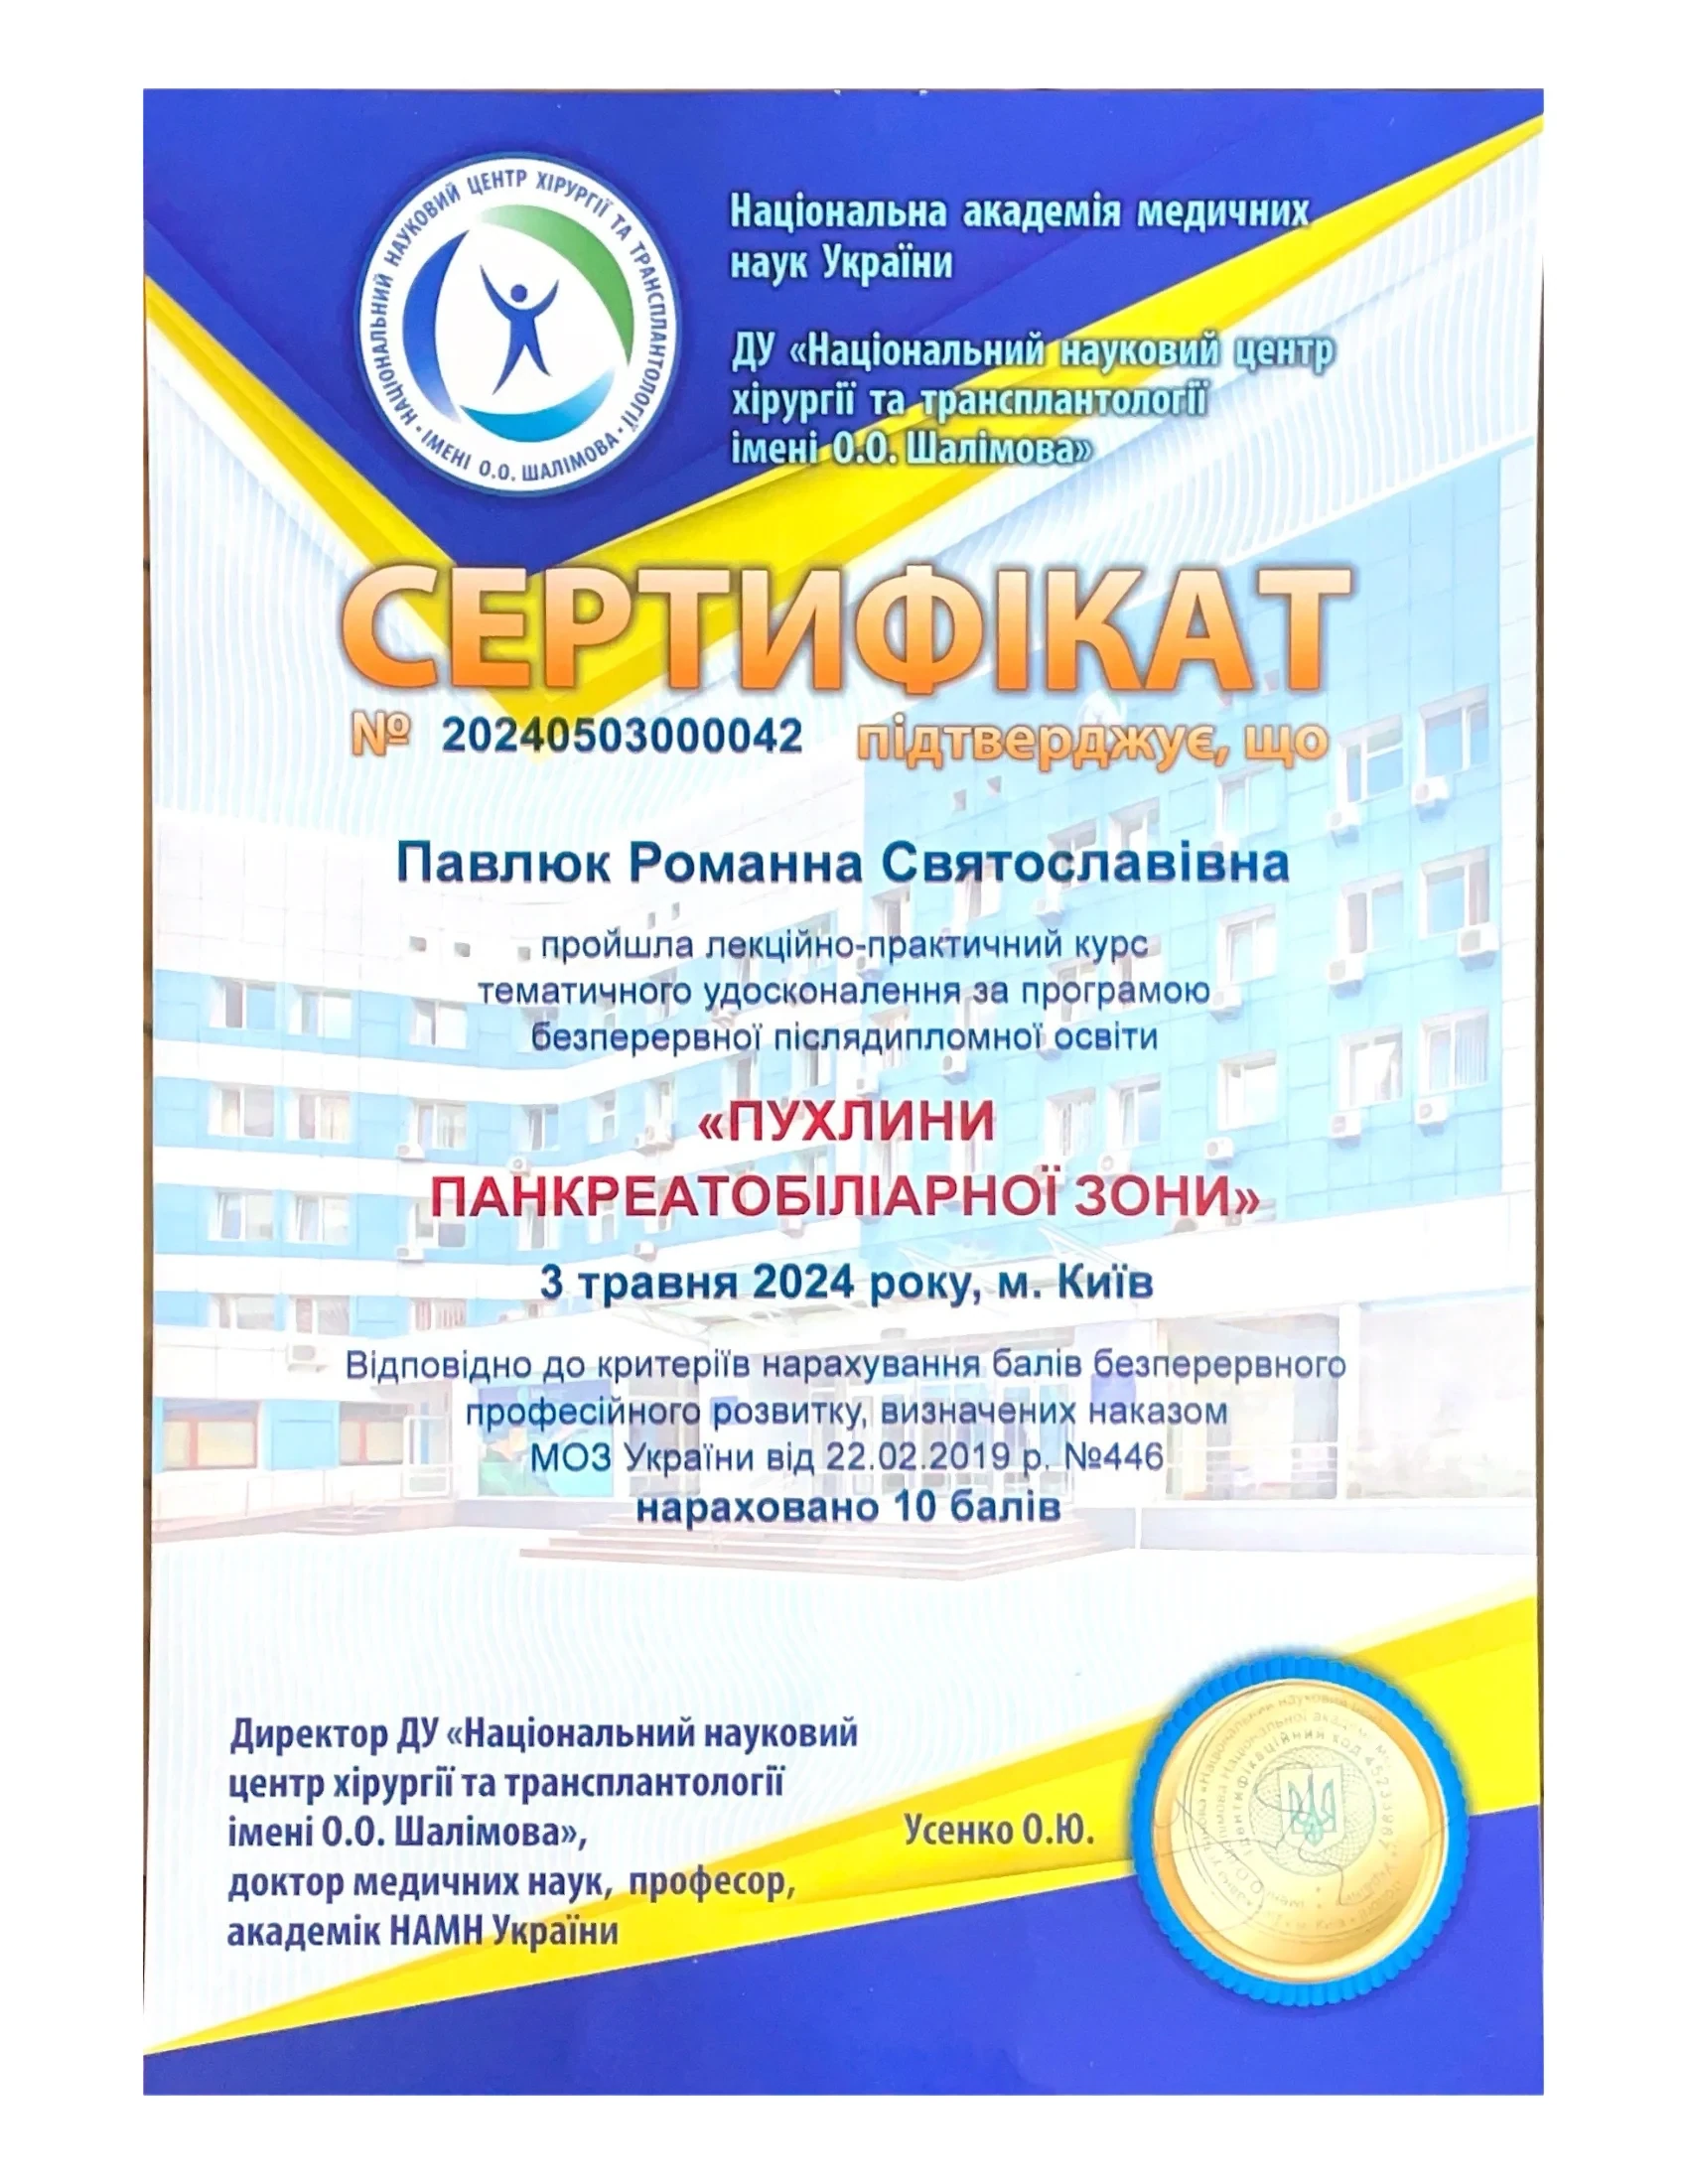 НАЦІОНАЛЬНИЙ НАУКОВИЙ ЦЕНТР ХІРУРГІЇ ТА ТРАНСПЛАНТОЛОГІЇ
• ІМЕНІ О.О. ШАЛІМОВА •
Національна академія медичних
наук України
ДУ «Національний науковий центр
хірургії та трансплантології
імені О.О. Шалімова»
СЕРТИФІКАТ
№ 20240503000042 підтверджує, що
Павлюк Романна Святославівна
пройшла лекційно-практичний курс
тематичного удосконалення за програмою
безперервної післядипломної освіти
«ПУХЛИНИ
ПАНКРЕАТОБІЛІАРНОЇ ЗОНИ»
3 травня 2024 року, м. Київ
Відповідно до критеріїв нарахування балів безперервного
професійного розвитку, визначених наказом
МОЗ України від 22.02.2019 р. №446
нараховано 10 балів
Директор ДУ «Національний науковий
центр хірургії та трансплантології
імені О.О. Шалімова»,
доктор медичних наук, професор,
академік НАМН України
Усенко О.Ю.